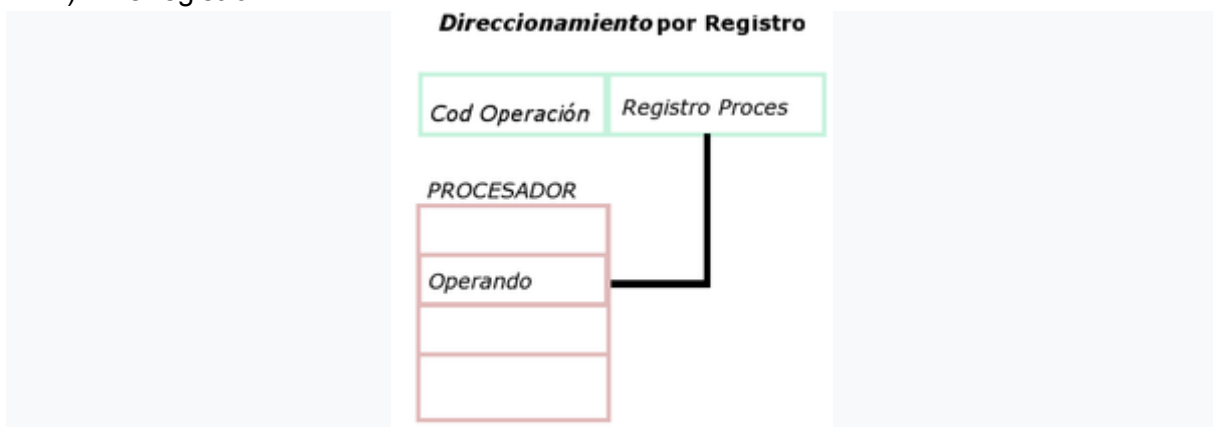 Direccionamiento por Registro
Cod Operación
Registro Proces
PROCESADOR
Operando